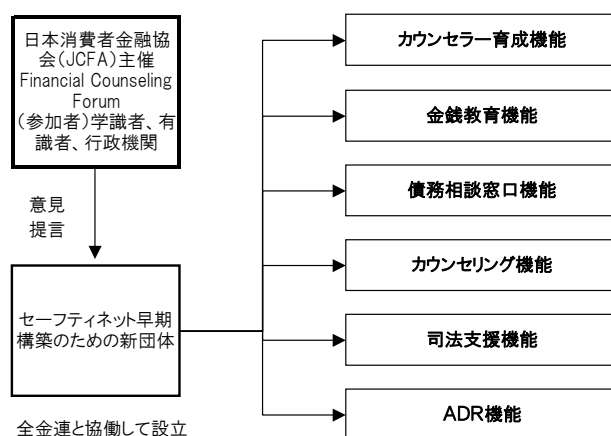 日本消費者金融協
会(JCFA)主催
Financial Counseling
Forum
(参加者)学識者、有
識者、行政機関
意見
提言
セーフティネット早期
構築のための新団体
全金連と協働して設立
カウンセラー育成機能
金銭教育機能
債務相談窓口機能
カウンセリング機能
司法支援機能
ADR機能